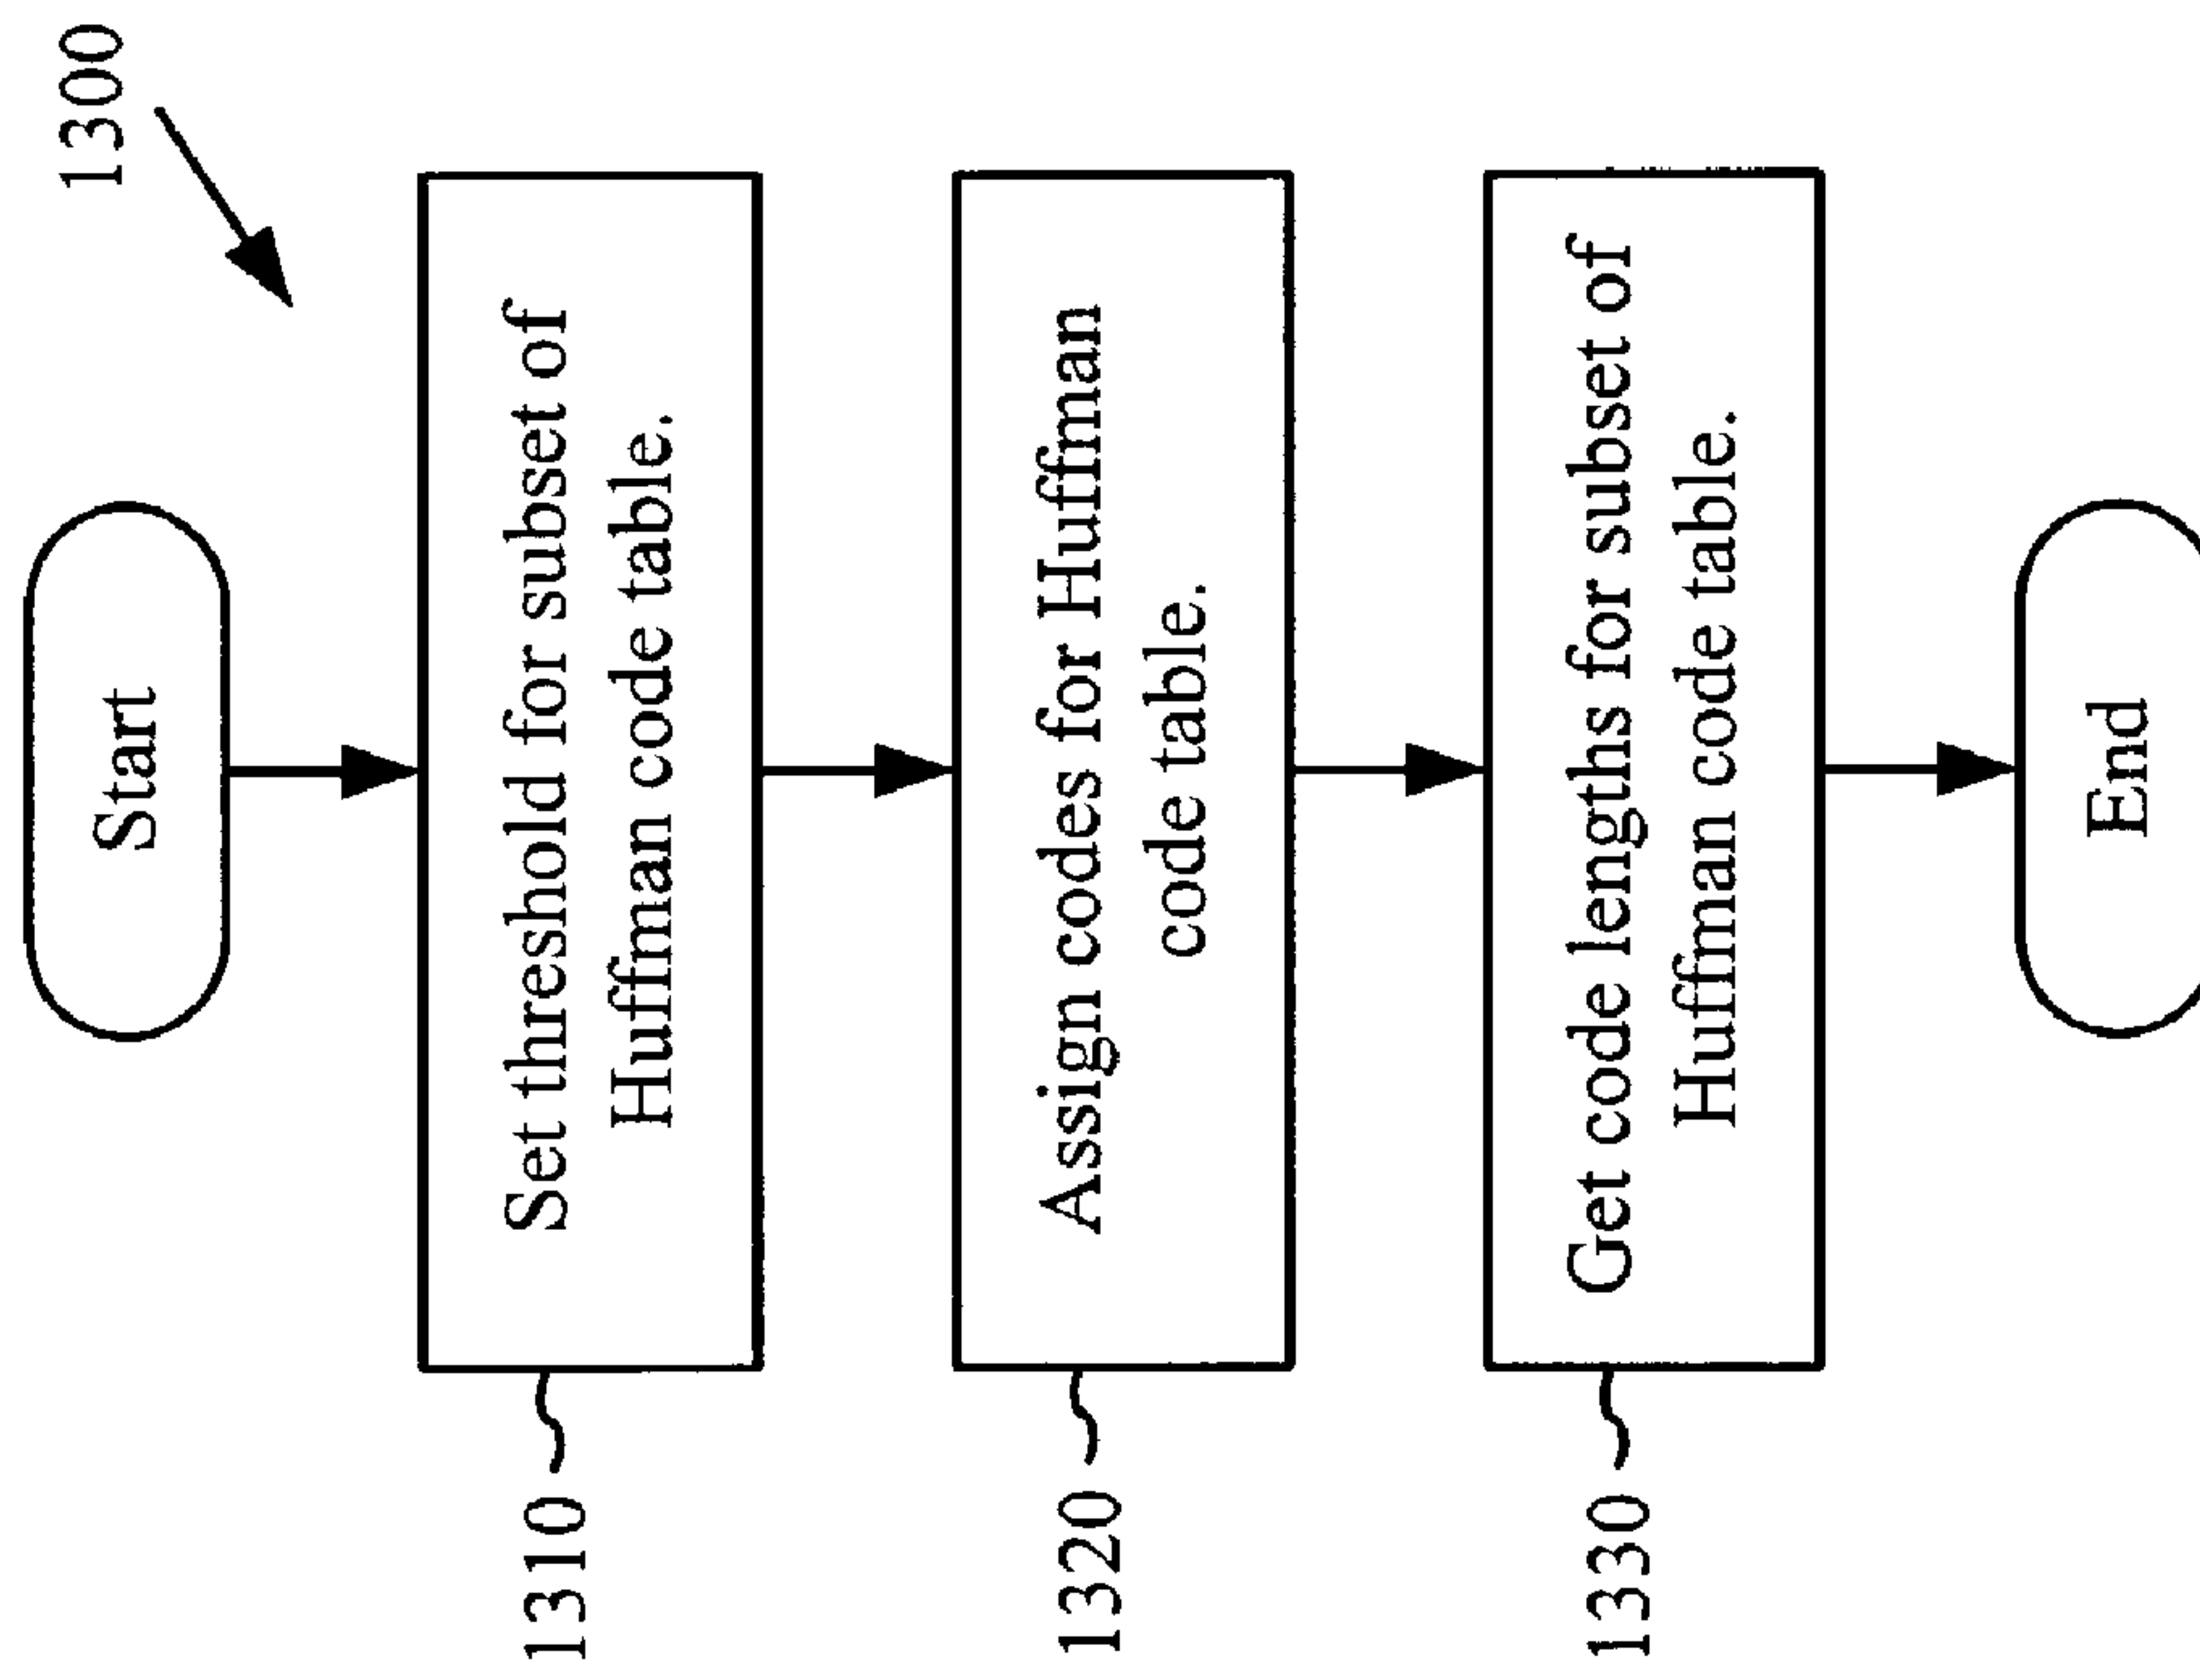 1300
Start
1310
Set threshold for subset of
Huffman code table.
1320
Assign codes for Huffman
code table.
1330
Get code lengths for subset of
Huffman code table.
End